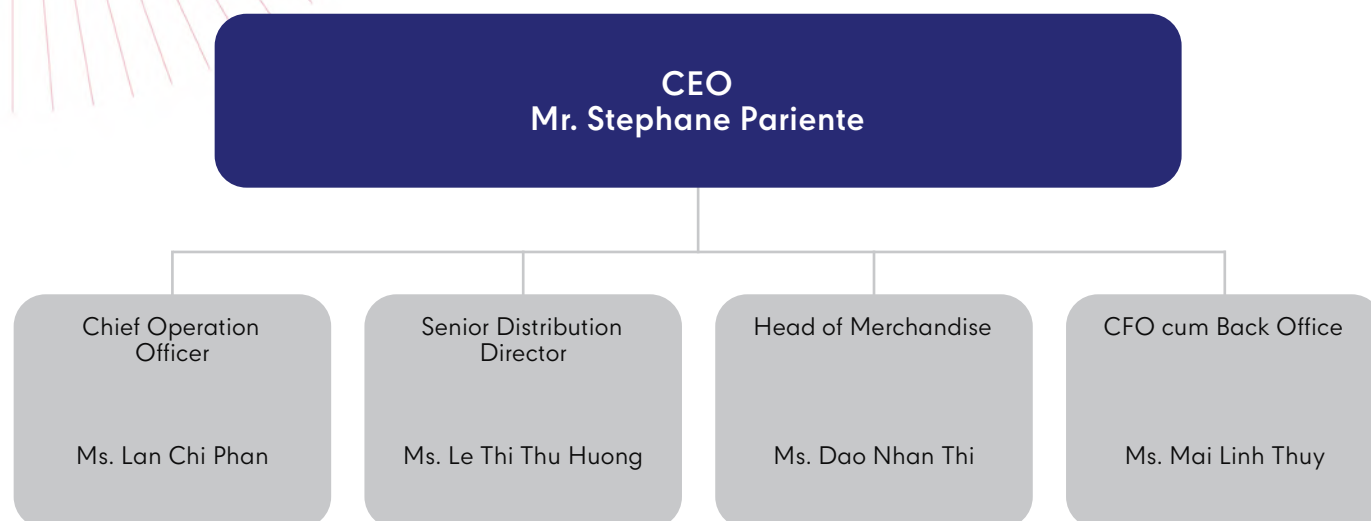 CEO
Mr. Stephane Pariente
Chief Operation
Officer
Ms. Lan Chi Phan
Senior Distribution
Director
Ms. Le Thi Thu Huong
Head of Merchandise
Ms. Dao Nhan Thi
CFO cum Back Office
Ms. Mai Linh Thuy